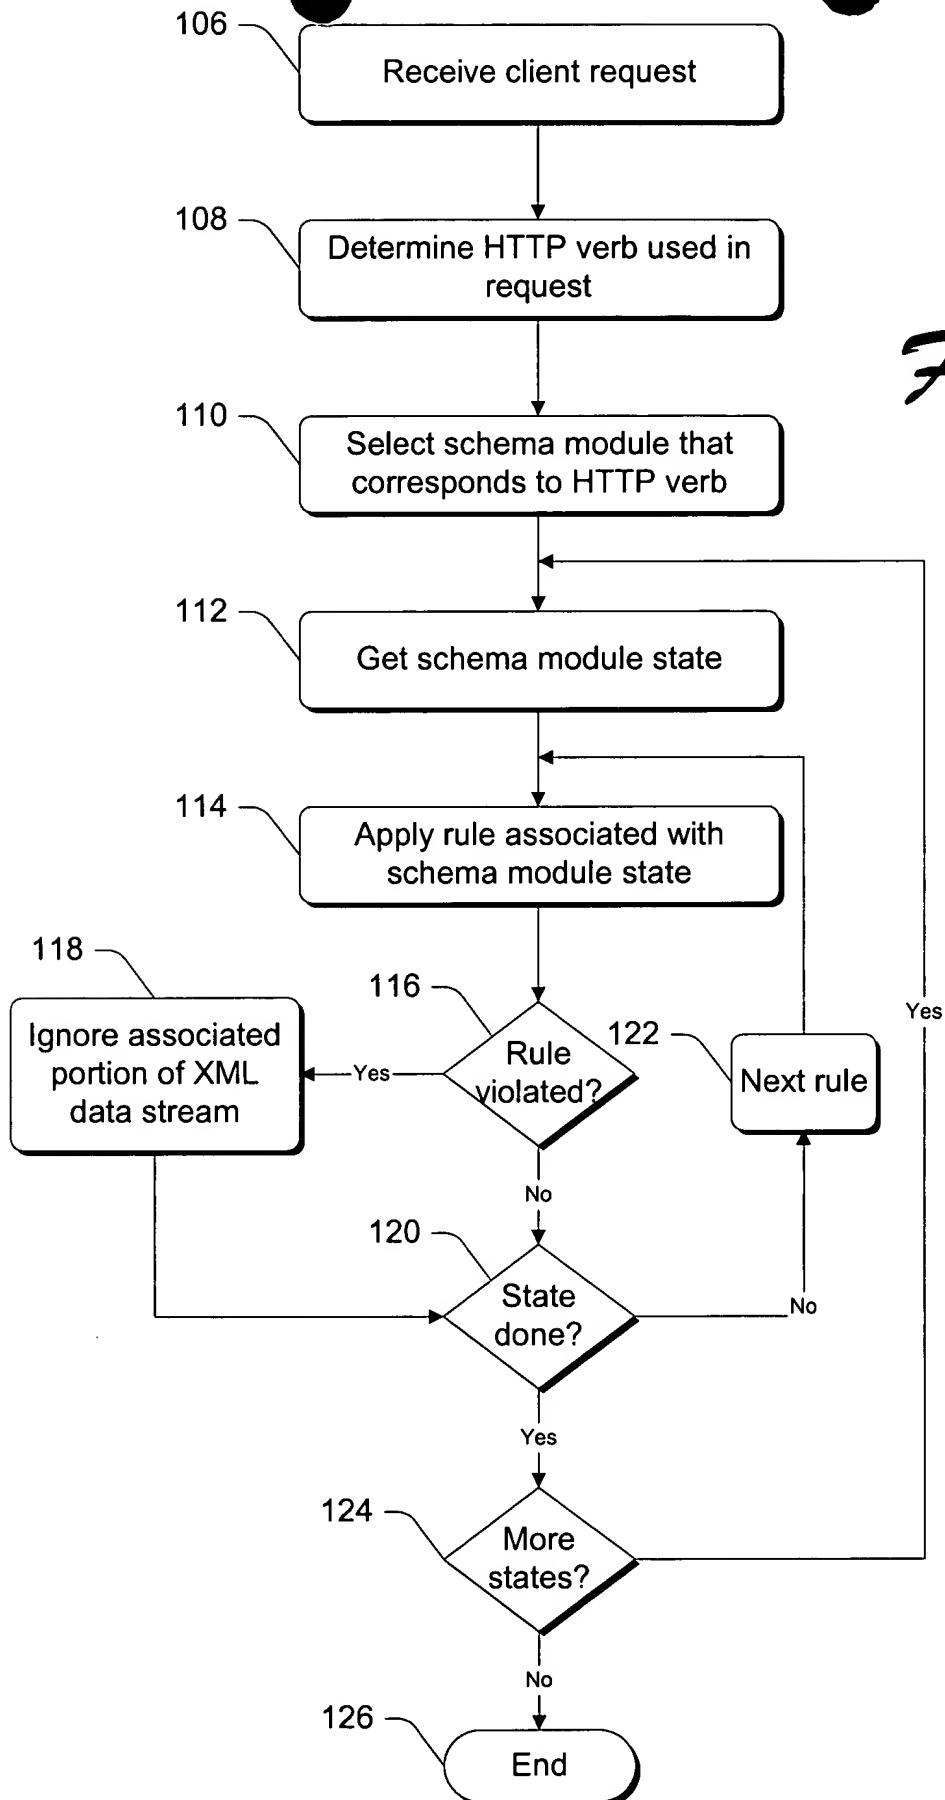 106
Receive client request
108
Determine HTTP verb used in
request
110
Select schema module that
corresponds to HTTP verb
112
Get schema module state
114
Apply rule associated with
schema module state
118
Ignore associated
portion of XML
data stream
116
Rule
violated?
Yes
No
122
Next rule
Yes
120
State
done?
No
Yes
124
More
states?
No
126
End